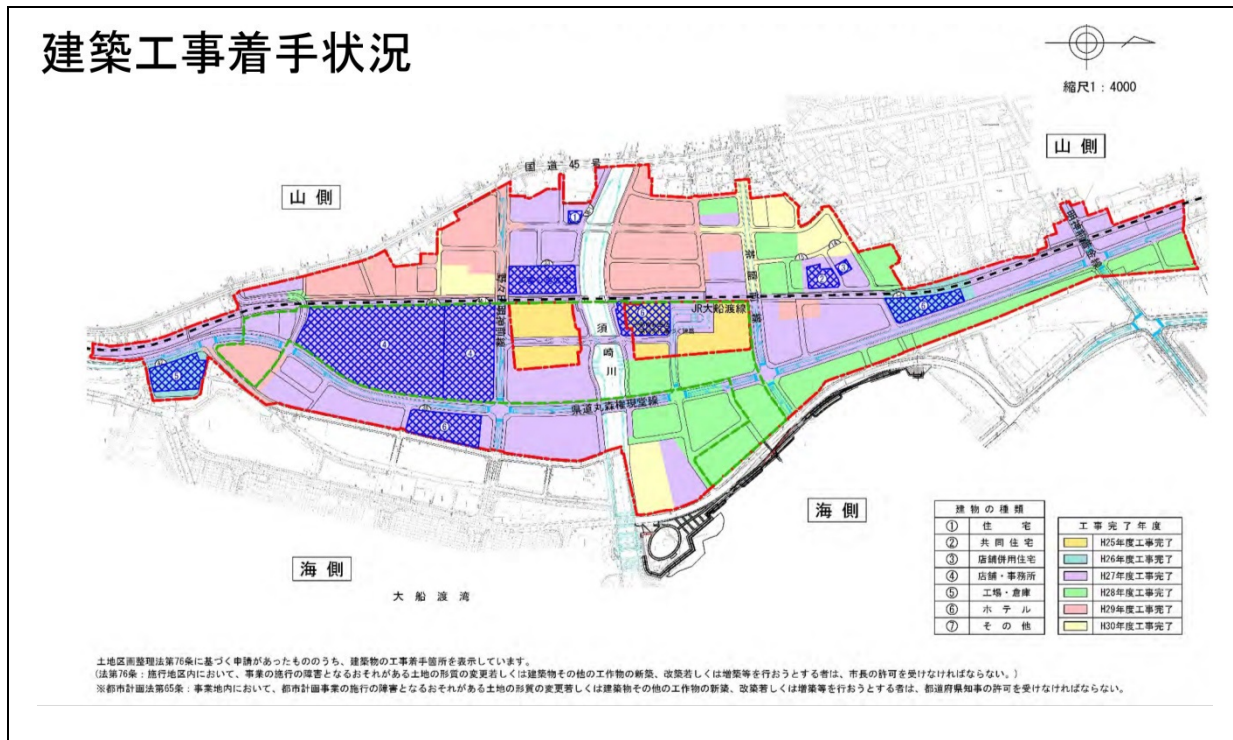 建築工事着手状況
縮尺1：4000
山側
国道45号
山側
JR大船渡線
須崎川
県道丸森権現堂線
海側
海側
大船渡湾
建物の種類
① 住宅
② 共同住宅
③ 店舗併用住宅
④ 店舗・事務所
⑤ 工場・倉庫
⑥ ホテル
⑦ その他
工事完了年度
H25年度工事完了
H26年度工事完了
H27年度工事完了
H28年度工事完了
H29年度工事完了
H30年度工事完了
土地区画整理法第76条に基づく申請があったもののうち、建築物の工事着手箇所を表示しています。
(法第76条：施行地区内において、事業の施行の障害となるおそれがある土地の形質の変更若しくは建築物その他の工作物の新築、改築若しくは増築等を行おうとする者は、市長の許可を受けなければならない。)
※都市計画法第65条：事業地内において、都市計画事業の施行の障害となるおそれがある土地の形質の変更若しくは建築物その他の工作物の新築、改築若しくは増築等を行おうとする者は、都道府県知事の許可を受けなければならない。